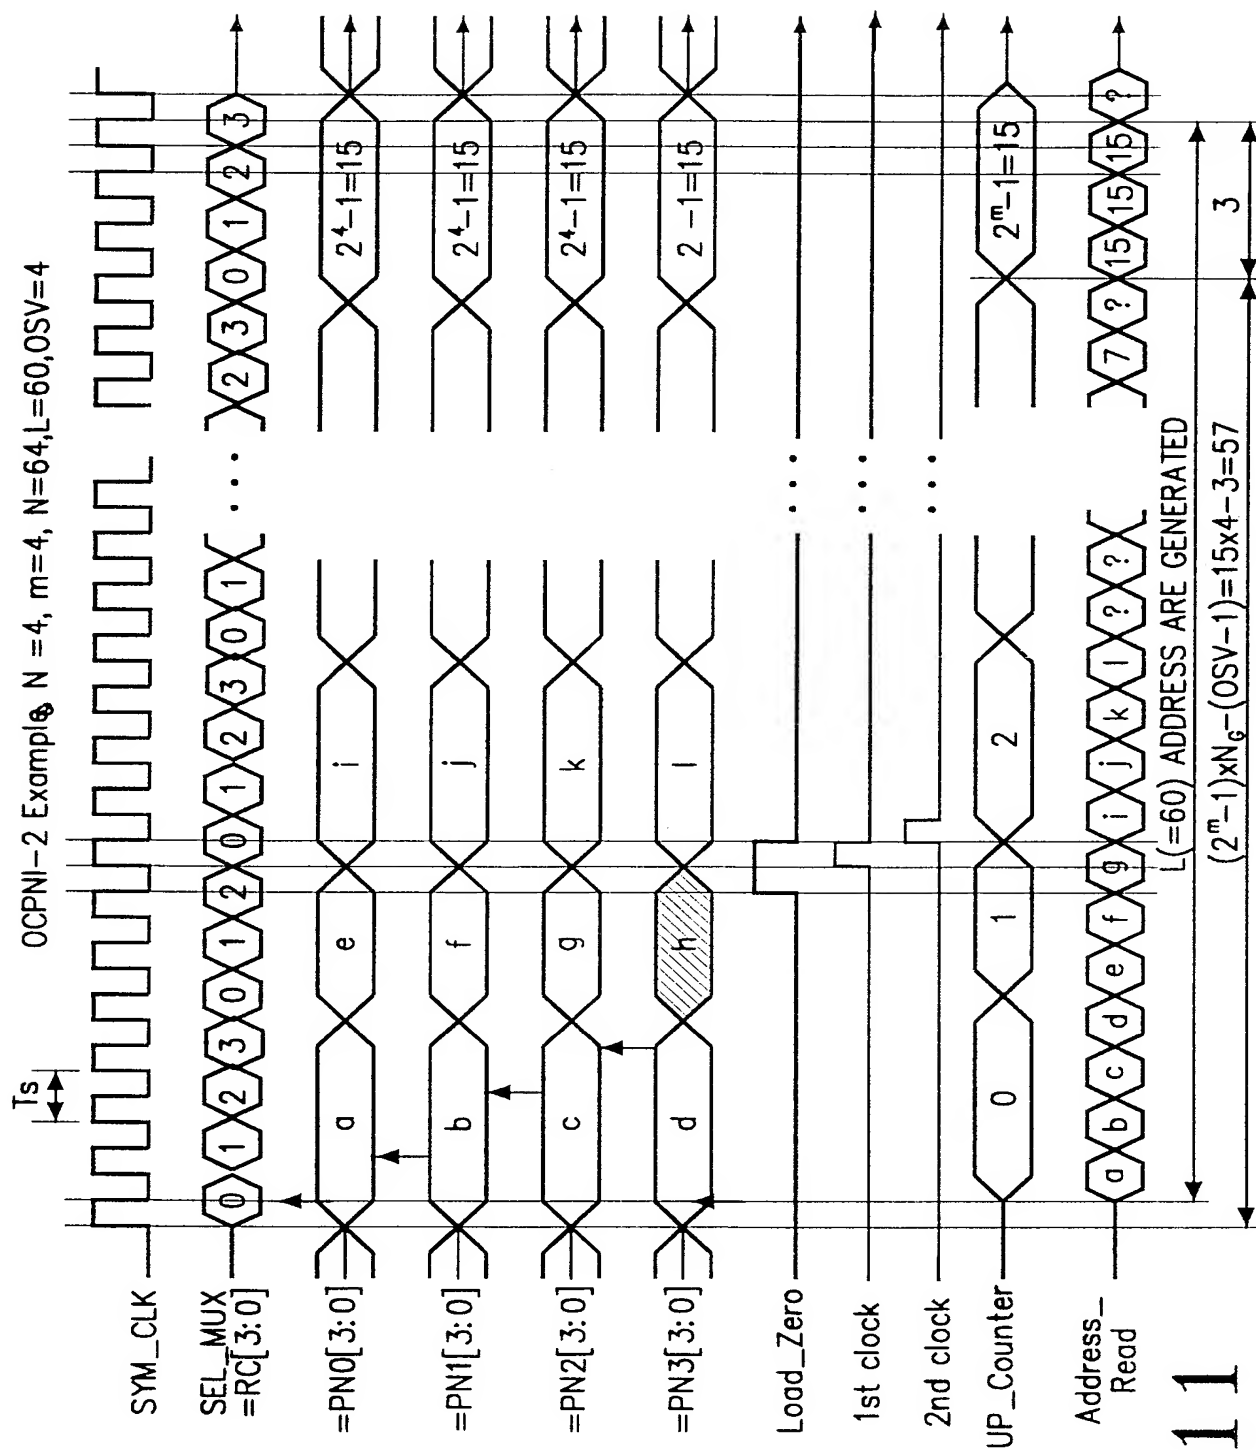 OCPNI-2 Example, N =4, m=4, N=64,L=60,OSV=4
Ts
SYM_CLK
SEL_MUX 0 1 2 3 0 1 2 0 1 2 3 0 1 ... 2 3 0 1 2 3
=RC[3:0]
=PN0[3:0] a e i 2⁴-1=15
=PN1[3:0] b f j 2⁴-1=15
=PN2[3:0] c g k 2⁴-1=15
=PN3[3:0] d h l 2 -1=15
Load_Zero ...
1st clock ...
2nd clock ...
UP_Counter 0 1 2 2ᵐ-1=15
Address_ a b c d e f g i j k l ? ? 7 ? 15 15 15 ?
Read
L(=60) ADDRESS ARE GENERATED
(2ᵐ-1)xN_G-(OSV-1)=15x4-3=57 3
11